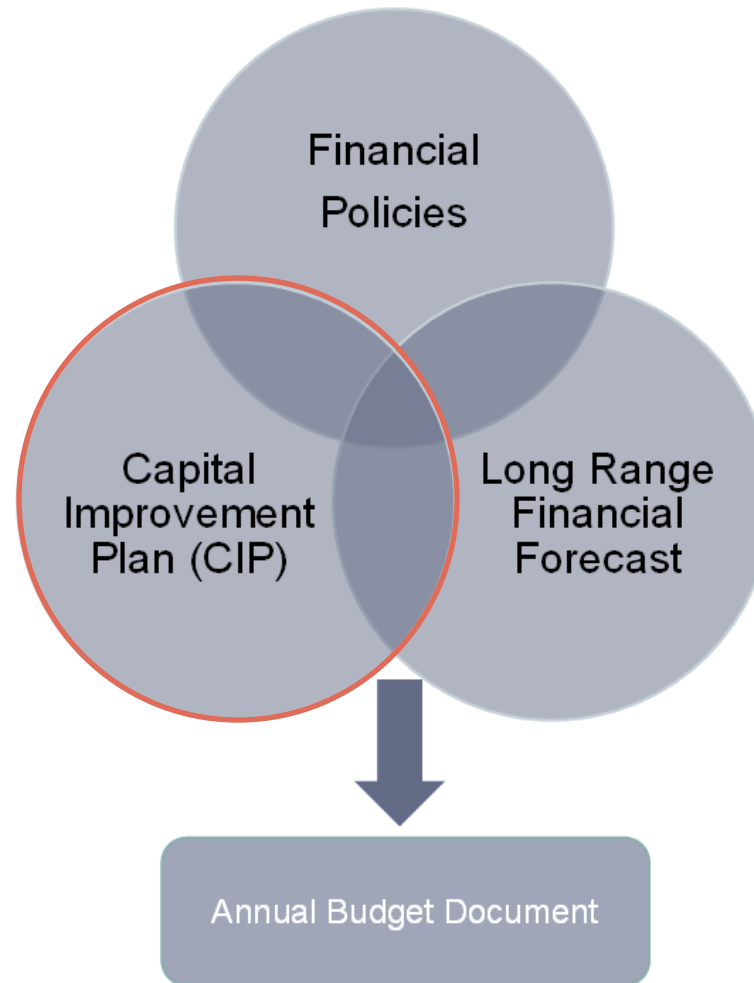 Financial
Policies
Capital
Improvement
Plan (CIP)
Long Range
Financial
Forecast
Annual Budget Document